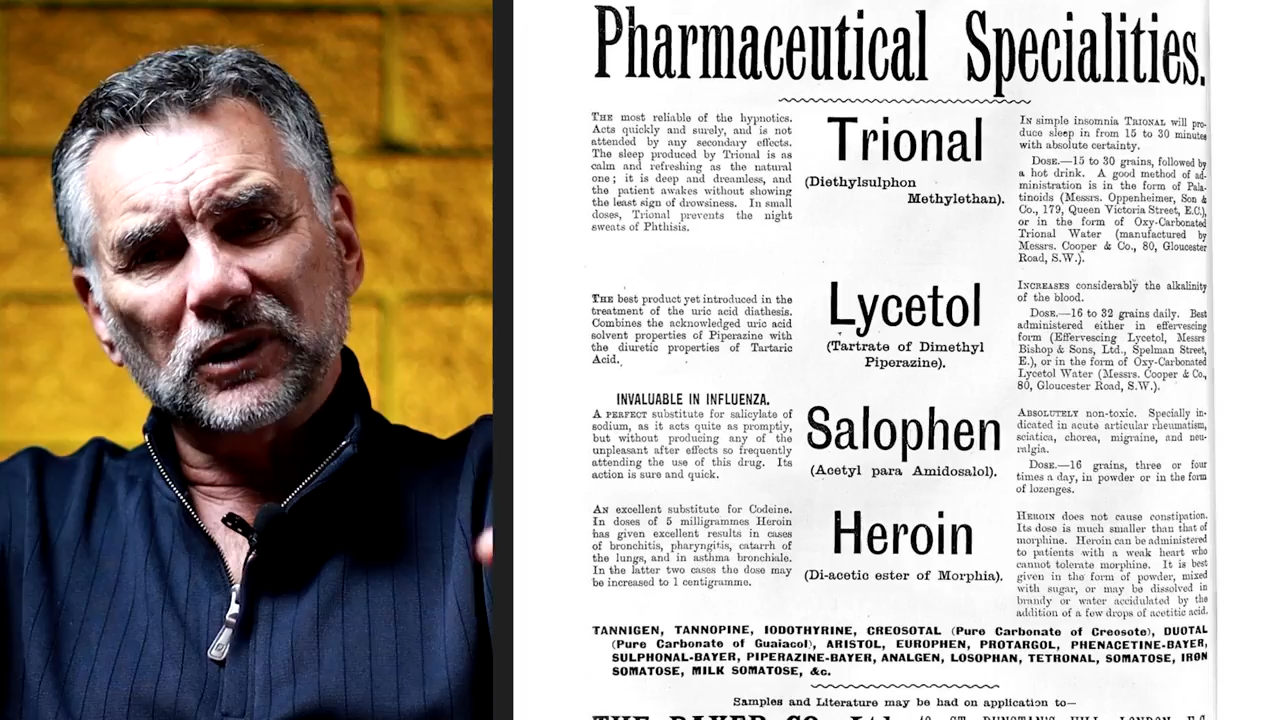 Pharmaceutical Specialities.
THE most reliable of the hypnotics.
Acts quickly and surely, and is not
attended by any secondary effects.
The sleep produced by Trional is as
calm and refreshing as the natural
one; it is deep and dreamless, and
the patient awakes without showing
the least sign of drowsiness. In small
doses, Trional prevents the night
sweats of Phthisis.
Trional
(Diethylsulphon
Methylethan).
IN simple insomnia TRIONAL will pro-
duce sleep in from 15 to 30 minutes
with absolute certainty.
DOSE.—15 to 30 grains, followed by
a hot drink. A good method of ad-
ministration is in the form of Pala-
tinoids (Messrs. Oppenheimer, Son &
Co., 179, Queen Victoria Street, E.C.),
or in the form of Oxy-Carbonated
Trional Water (manufactured by
Messrs. Cooper & Co., 80, Gloucester
Road, S.W.).
THE best product yet introduced in the
treatment of the uric acid diathesis.
Combines the acknowledged uric acid
solvent properties of Piperazine with
the diuretic properties of Tartaric
Acid.
Lycetol
(Tartrate of Dimethyl
Piperazine).
INCREASES considerably the alkalinity
of the blood.
DOSE.—16 to 32 grains daily. Best
administered either in effervescing
form (Effervescing Lycetol, Messrs
Bishop & Sons, Ltd., Spelman Street,
E.), or in the form of Oxy-Carbonated
Lycetol Water (Messrs. Cooper & Co.,
80, Gloucester Road, S.W.).
INVALUABLE IN INFLUENZA.
A PERFECT substitute for salicylate of
sodium, as it acts quite as promptly,
but without producing any of the
unpleasant after effects so frequently
attending the use of this drug. Its
action is sure and quick.
Salophen
(Acetyl para Amidosalol).
ABSOLUTELY non-toxic. Specially in-
dicated in acute articular rheumatism,
sciatica, chorea, migraine, and neu-
ralgia.
DOSE.—16 grains, three or four
times a day, in powder or in the form
of lozenges.
AN excellent substitute for Codeine.
In doses of 5 milligrammes Heroin
has given excellent results in cases
of bronchitis, pharyngitis, catarrh of
the lungs, and in asthma bronchiale.
In the latter two cases the dose may
be increased to 1 centigramme.
Heroin
(Di-acetic ester of Morphia).
HEROIN does not cause constipation.
Its dose is much smaller than that of
morphine. Heroin can be administered
to patients with a weak heart who
cannot tolerate morphine. It is best
given in the form of powder, mixed
with sugar, or may be dissolved in
brandy or water acidulated by the
addition of a few drops of acetitic acid.
TANNIGEN, TANNOPINE, IODOTHYRINE, CREOSOTAL (Pure Carbonate of Creosote), DUOTAL
(Pure Carbonate of Guaiacol), ARISTOL, EUROPHEN, PROTARGOL, PHENACETINE-BAYER,
SULPHONAL-BAYER, PIPERAZINE-BAYER, ANALGEN, LOSOPHAN, TETRONAL, SOMATOSE, IRON
SOMATOSE, MILK SOMATOSE, &c.
Samples and Literature may be had on application to—
THE BAYER CO., Ltd., ST. DUNSTAN'S HILL, LONDON, E.C.